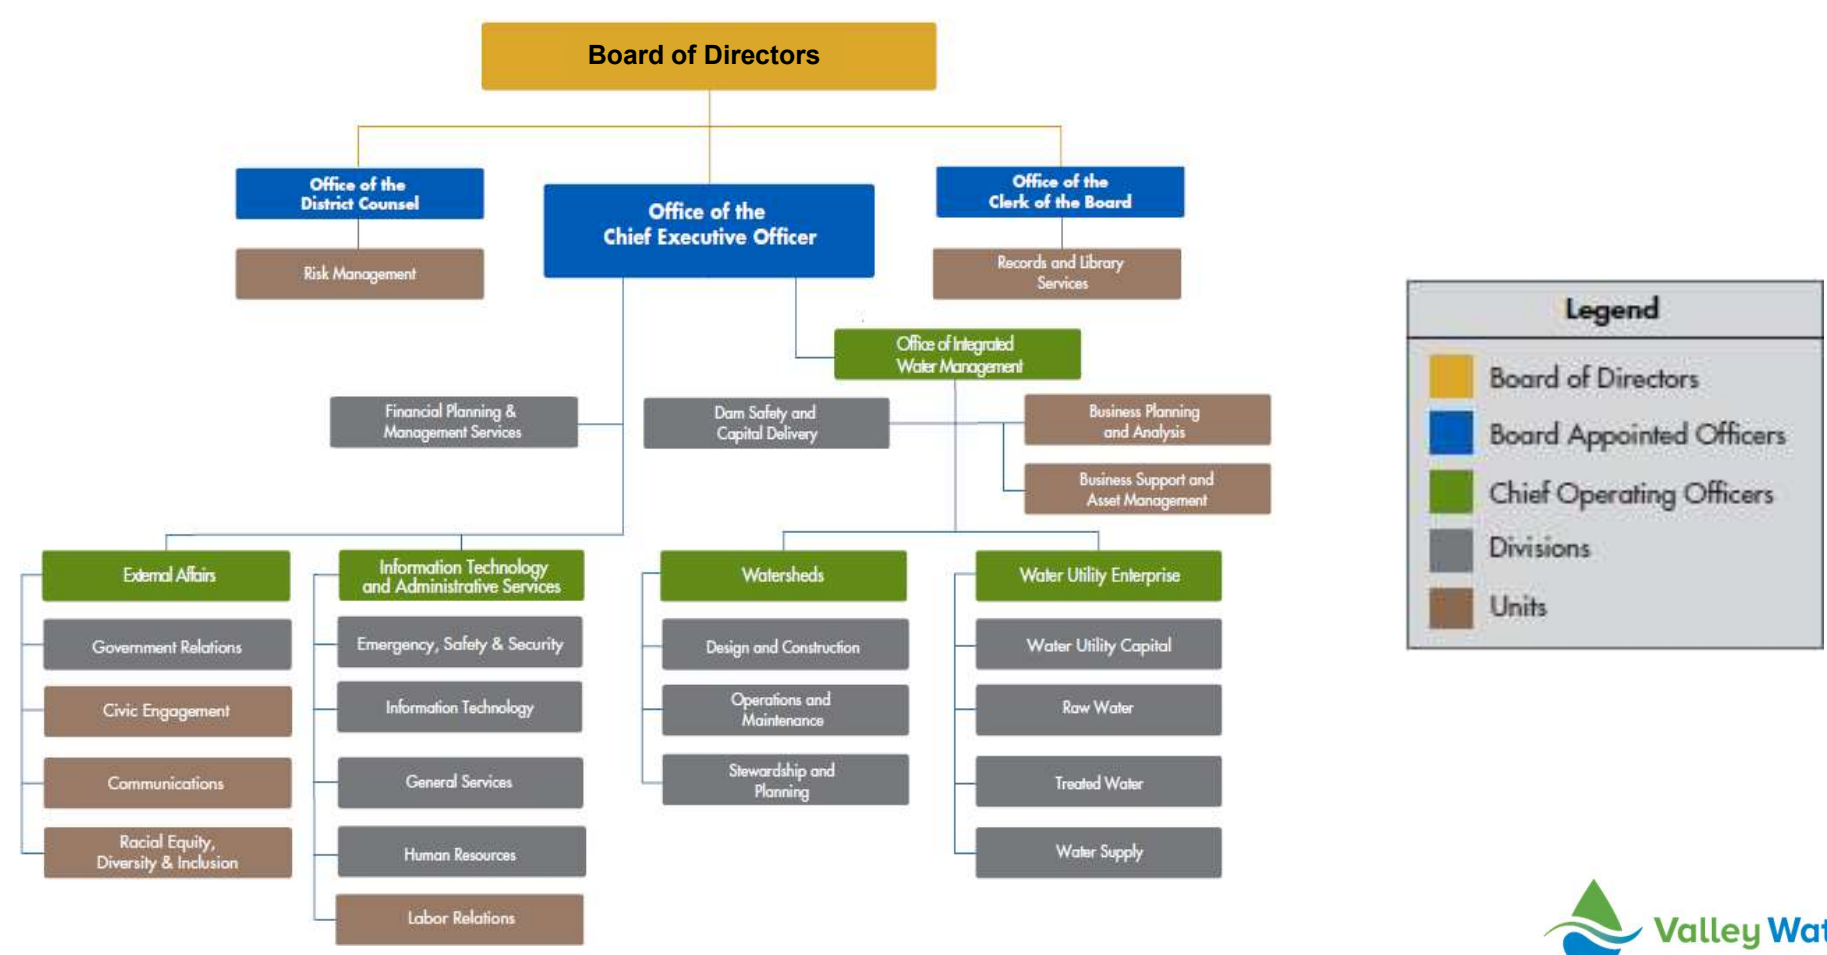 Board of Directors
Office of the
District Counsel
Office of the
Chief Executive Officer
Office of the
Clerk of the Board
Risk Management
Records and Library
Services
Office of Integrated
Water Management
Financial Planning &
Management Services
Dam Safety and
Capital Delivery
Business Planning
and Analysis
Business Support and
Asset Management
External Affairs
Government Relations
Civic Engagement
Communications
Racial Equity,
Diversity & Inclusion
Information Technology
and Administrative Services
Emergency, Safety & Security
Information Technology
General Services
Human Resources
Labor Relations
Watersheds
Design and Construction
Operations and
Maintenance
Stewardship and
Planning
Water Utility Enterprise
Water Utility Capital
Raw Water
Treated Water
Water Supply
Legend
Board of Directors
Board Appointed Officers
Chief Operating Officers
Divisions
Units
Valley Wat